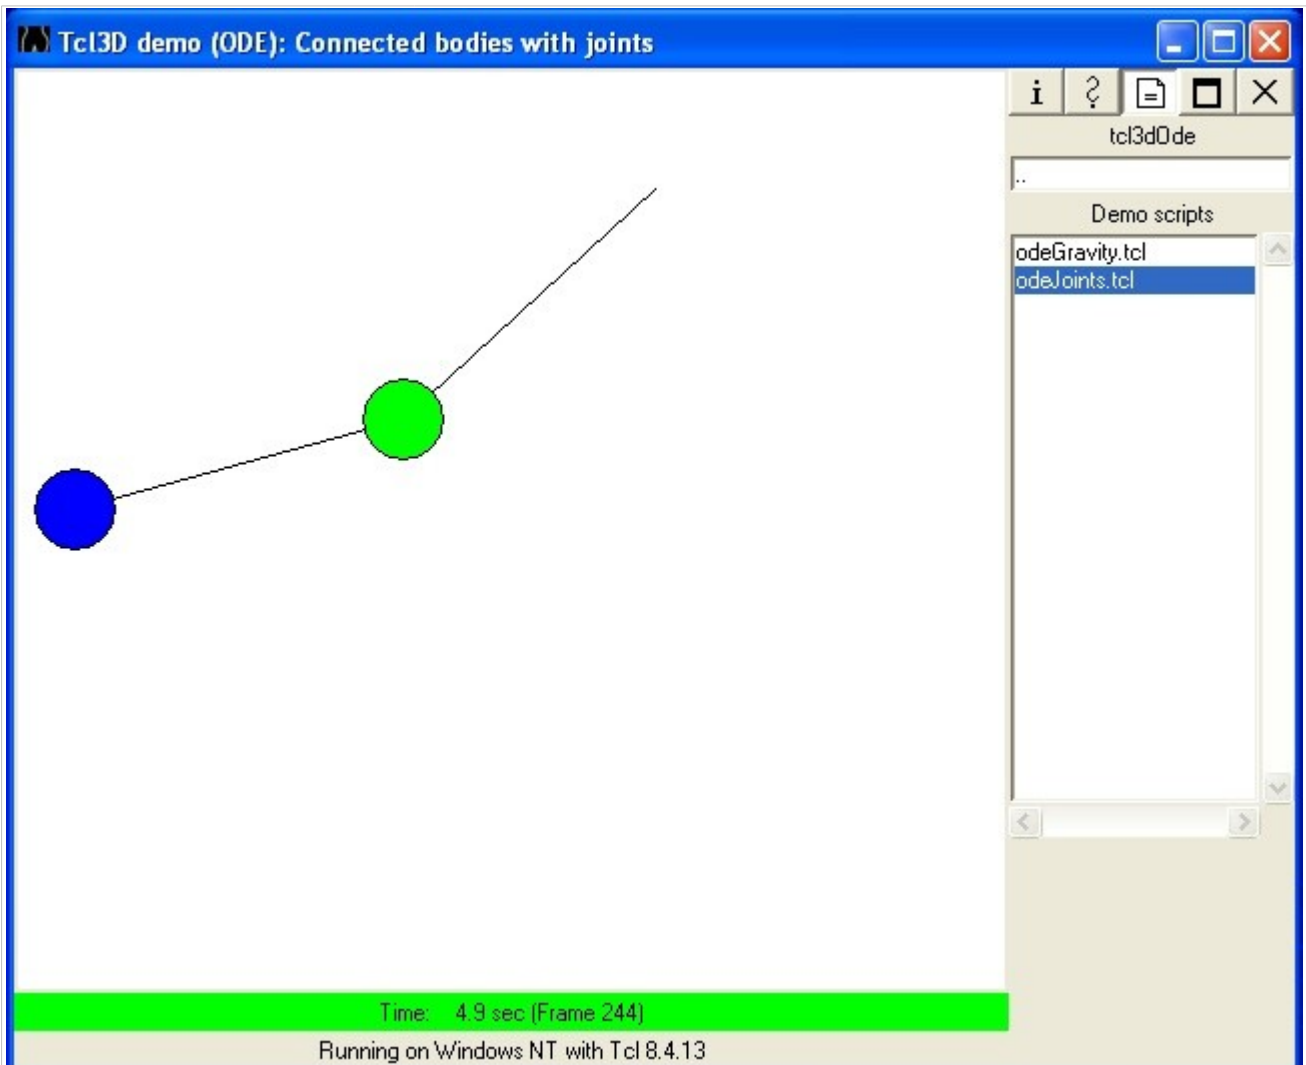 Tcl3D demo (ODE): Connected bodies with joints
i ?
tcl3dOde
..
Demo scripts
odeGravity.tcl
odeJoints.tcl
Time: 4.9 sec (Frame 244)
Running on Windows NT with Tcl 8.4.13